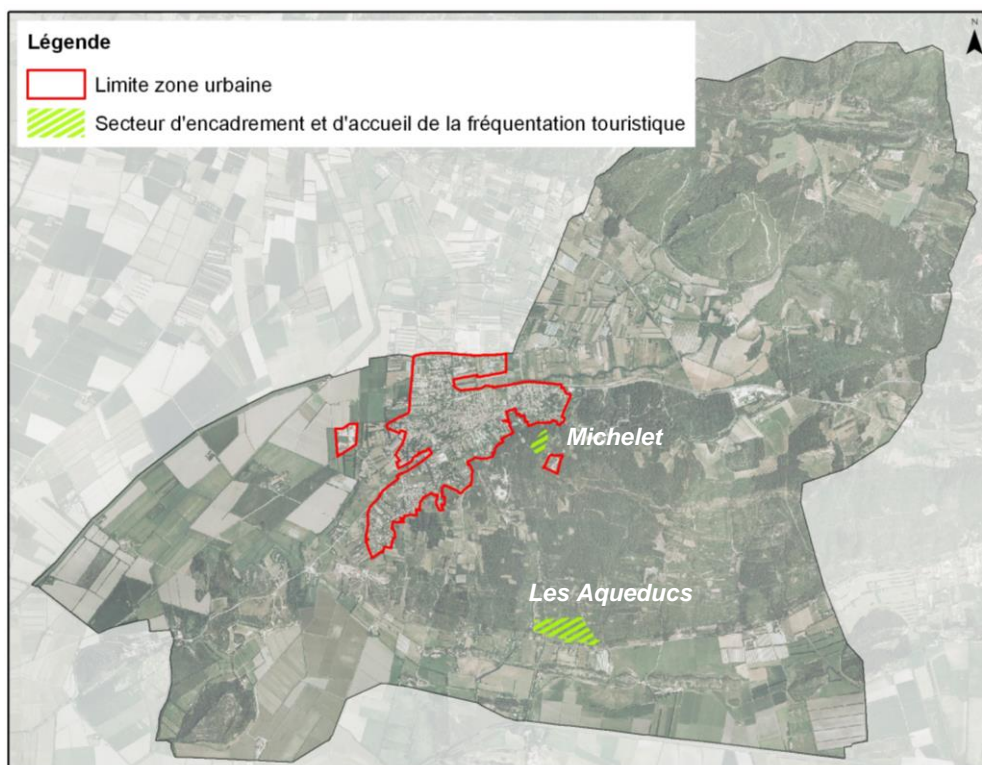 Légende
Limite zone urbaine
Secteur d'encadrement et d'accueil de la fréquentation touristique
N
Michelet
Les Aqueducs